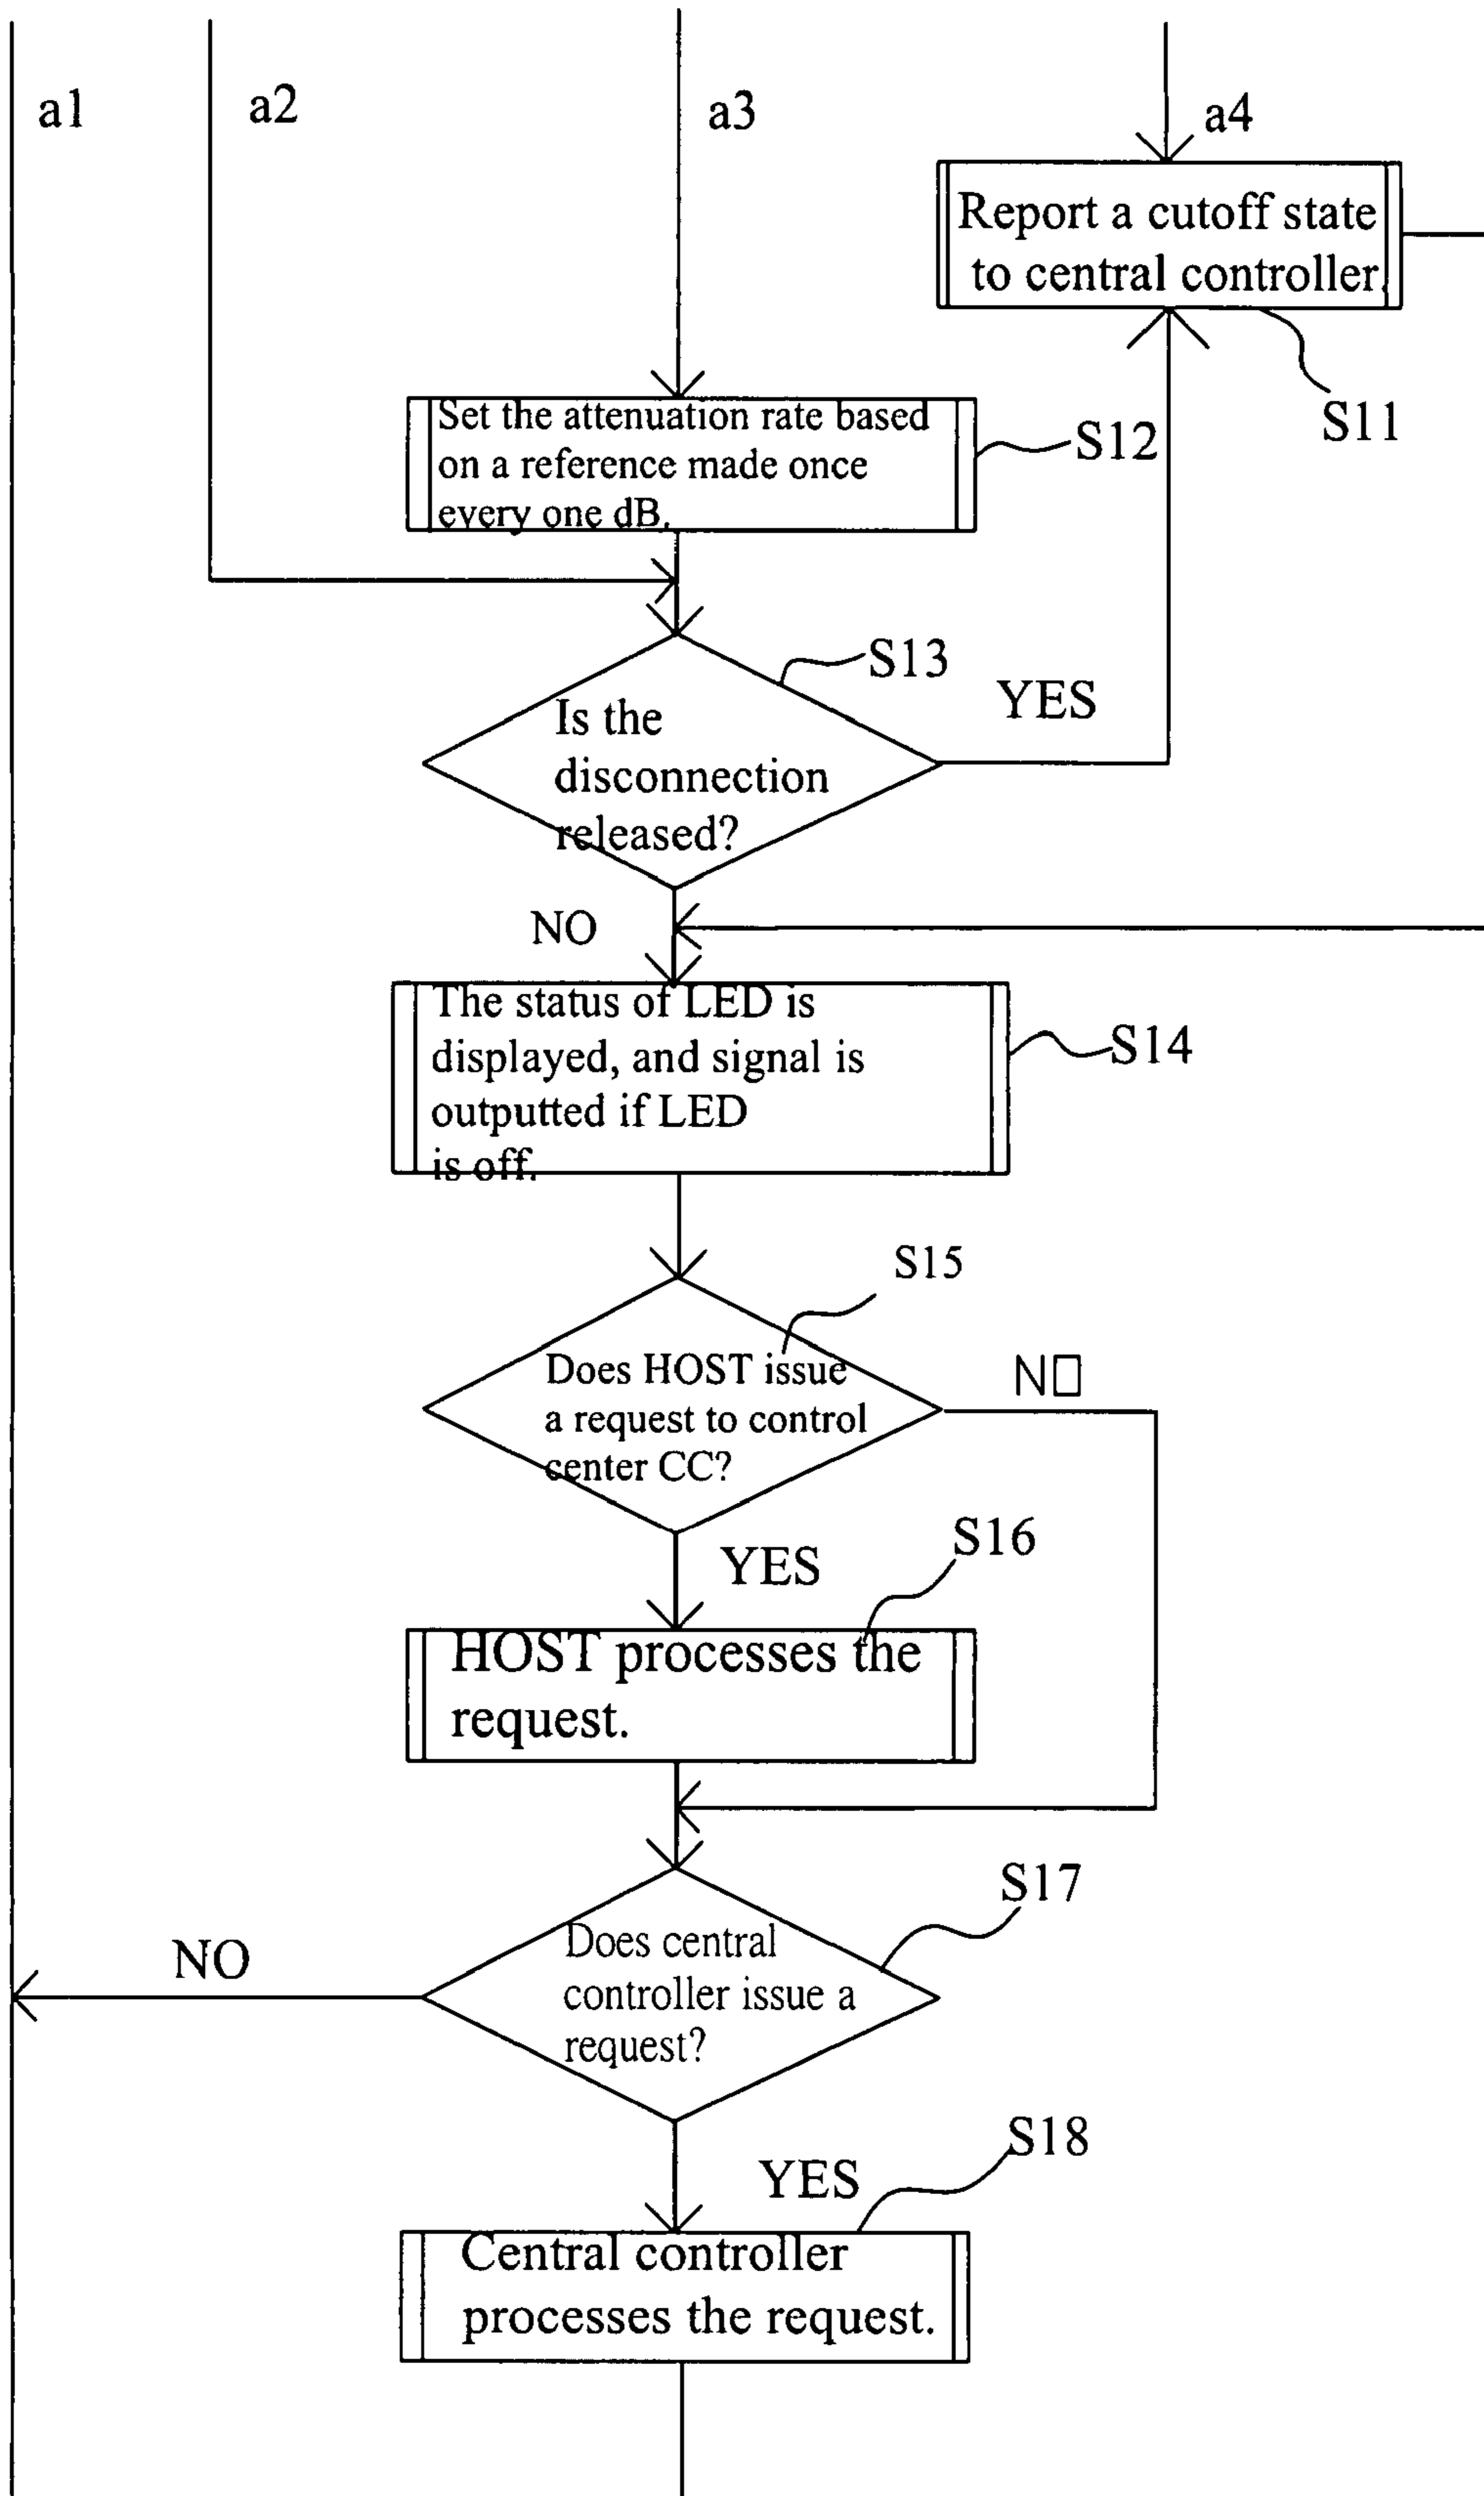 a1
a2
a3
a4
Report a cutoff state
to central controller.
S11
Set the attenuation rate based
on a reference made once
every one dB.
S12
S13
Is the
disconnection
released?
YES
NO
The status of LED is
displayed, and signal is
outputted if LED
is off.
S14
S15
Does HOST issue
a request to control
center CC?
NO
YES
S16
HOST processes the
request.
S17
Does central
controller issue a
request?
NO
YES
S18
Central controller
processes the request.